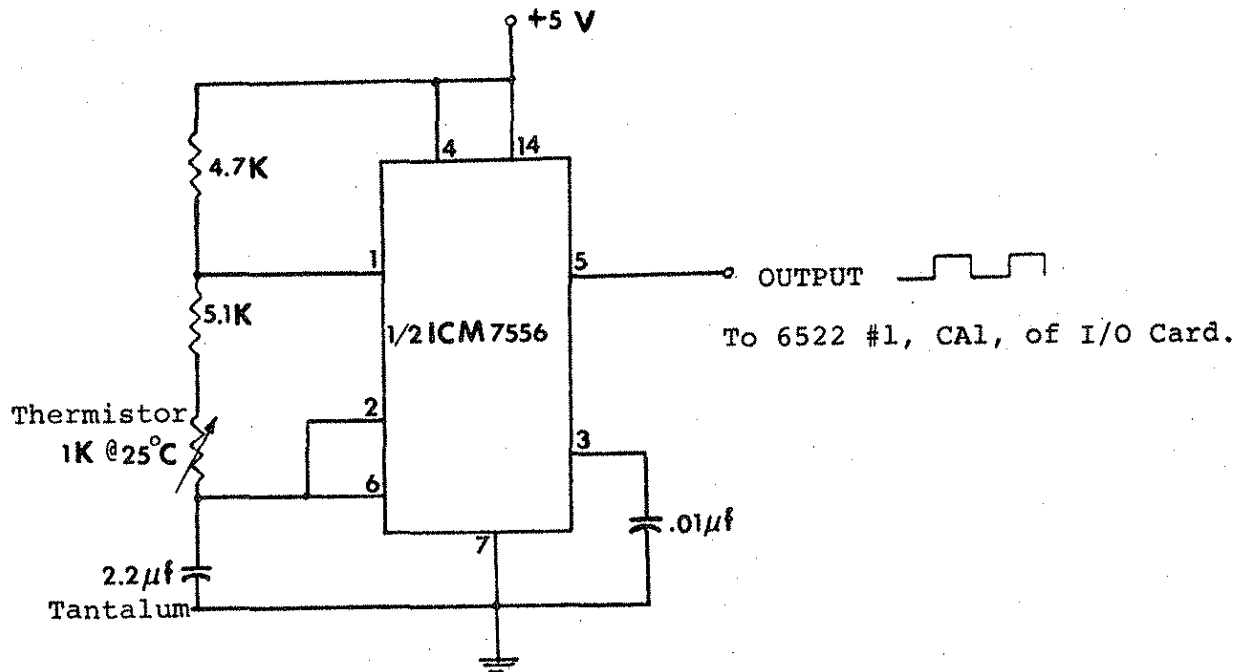 +5 V
4.7K
4
14
1
5
OUTPUT
5.1K
1/2 ICM 7556
To 6522 #1, CA1, of I/O Card.
Thermistor
1K @ 25°C
2
3
6
.01µf
7
2.2µf
Tantalum